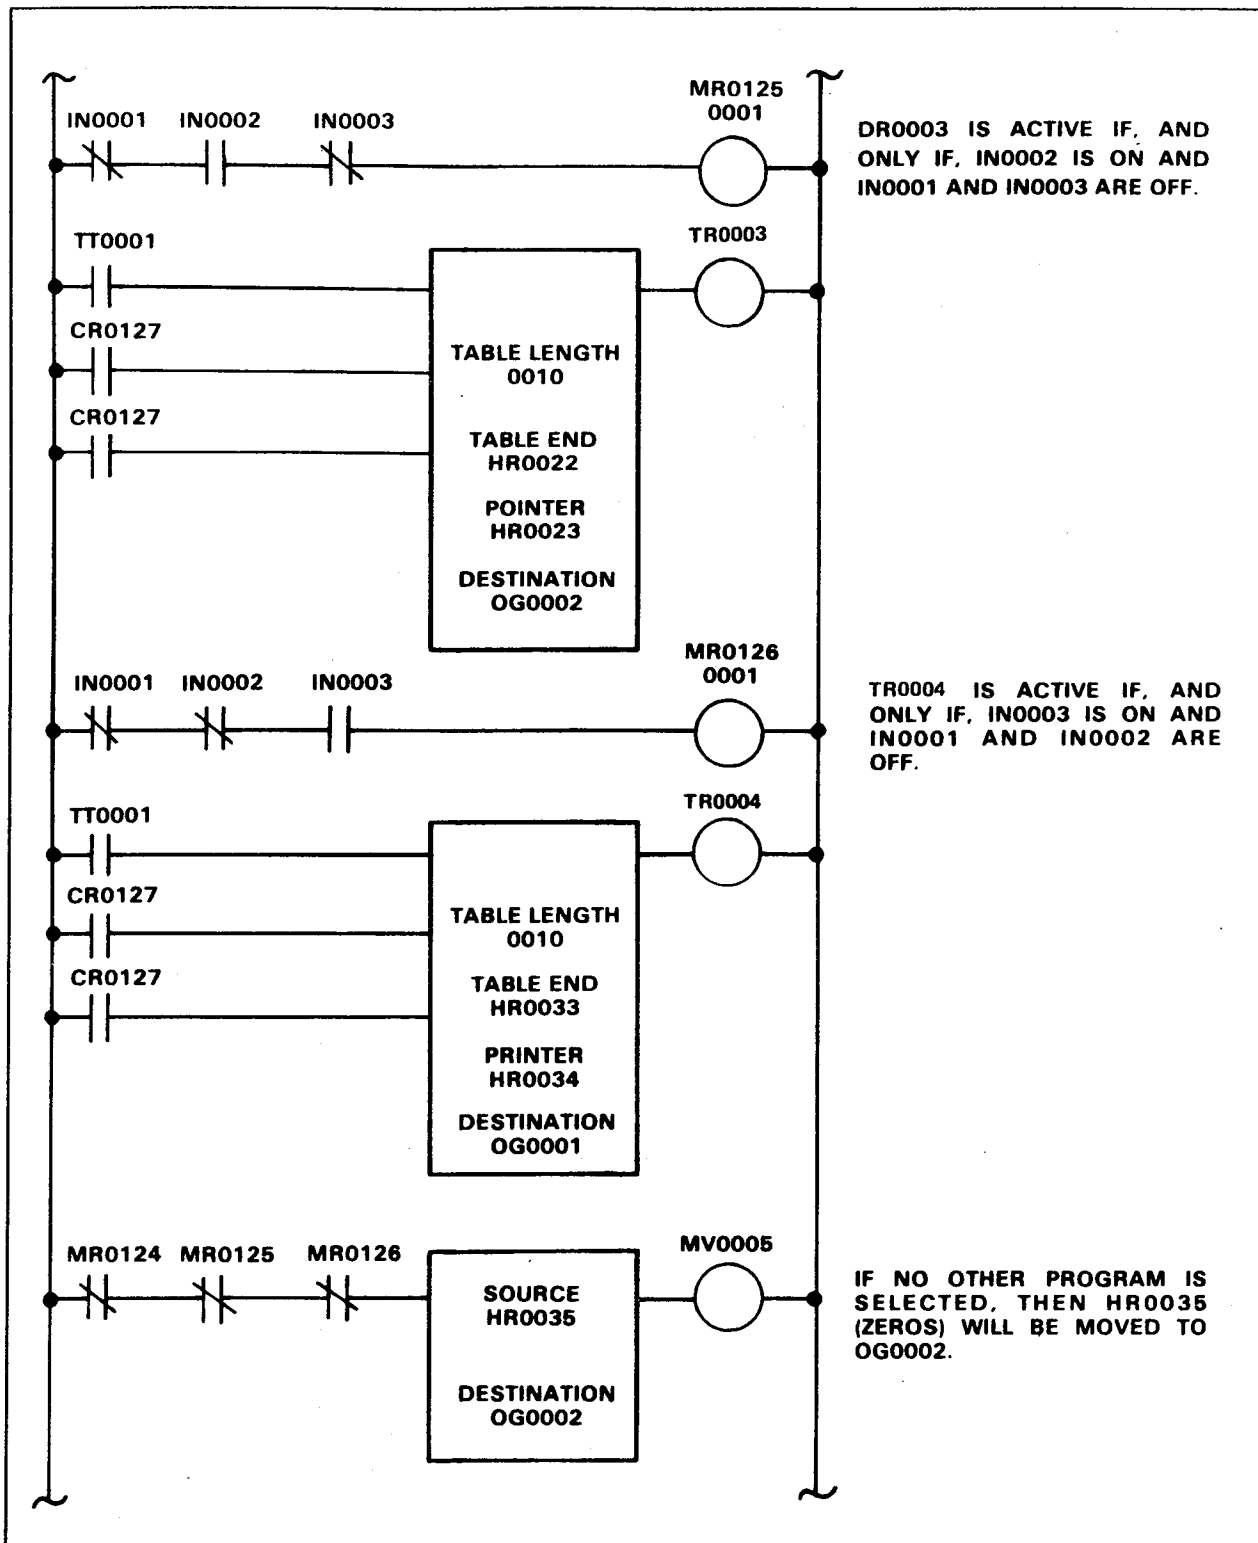 MR0125
0001
IN0001 IN0002 IN0003
DR0003 IS ACTIVE IF, AND
ONLY IF, IN0002 IS ON AND
IN0001 AND IN0003 ARE OFF.
TT0001
TR0003
CR0127
CR0127
TABLE LENGTH
0010
TABLE END
HR0022
POINTER
HR0023
DESTINATION
OG0002
MR0126
0001
IN0001 IN0002 IN0003
TR0004 IS ACTIVE IF, AND
ONLY IF, IN0003 IS ON AND
IN0001 AND IN0002 ARE
OFF.
TT0001
TR0004
CR0127
CR0127
TABLE LENGTH
0010
TABLE END
HR0033
PRINTER
HR0034
DESTINATION
OG0001
MR0124 MR0125 MR0126
SOURCE
HR0035
DESTINATION
OG0002
MV0005
IF NO OTHER PROGRAM IS
SELECTED, THEN HR0035
(ZEROS) WILL BE MOVED TO
OG0002.